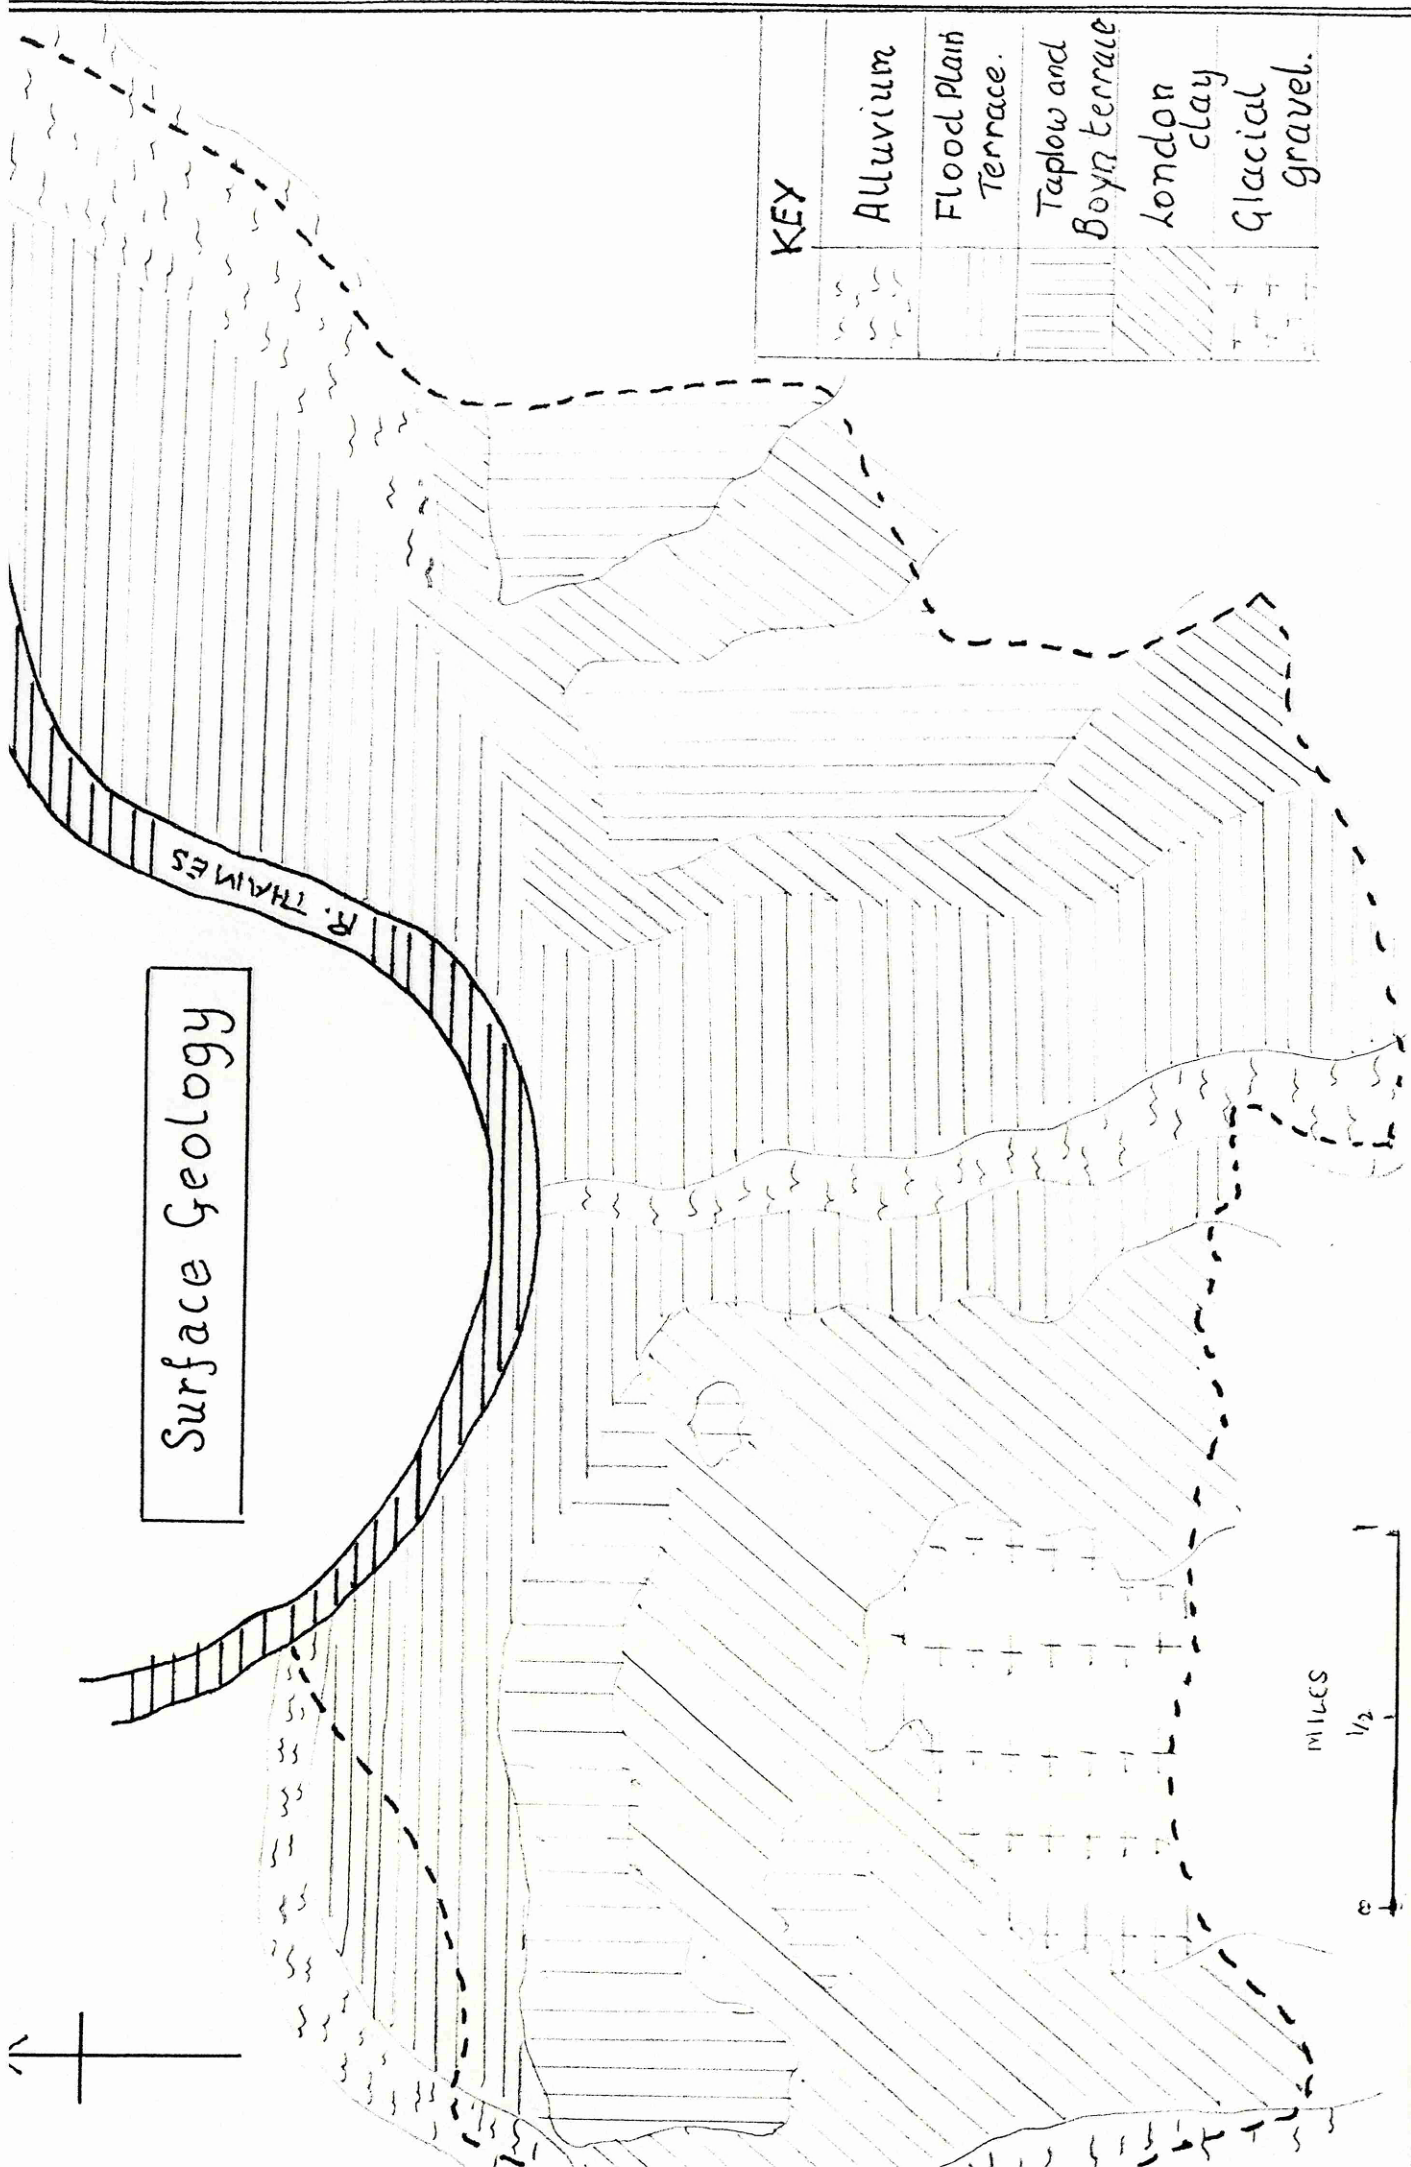 Surface Geology
R. THAMES
KEY
Alluvium
Flood Plain
Terrace.
Taplow and
Boyn terrace
London
clay
Glacial
gravel.
MILES
0 1/2 1